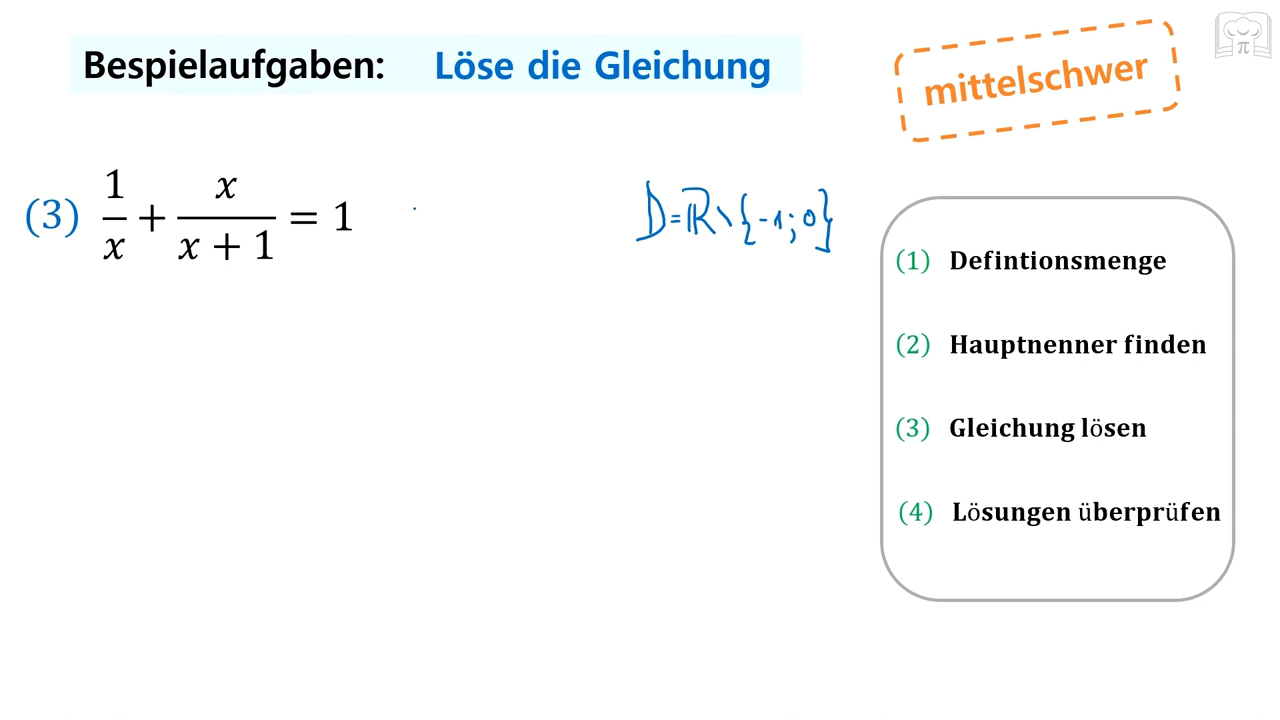 Bespielaufgaben: Löse die Gleichung
mittelschwer
(3) 1/x + x/(x + 1) = 1
D=ℝ\{-1;0}
(1) Defintionsmenge
(2) Hauptnenner finden
(3) Gleichung lösen
(4) Lösungen überprüfen
π